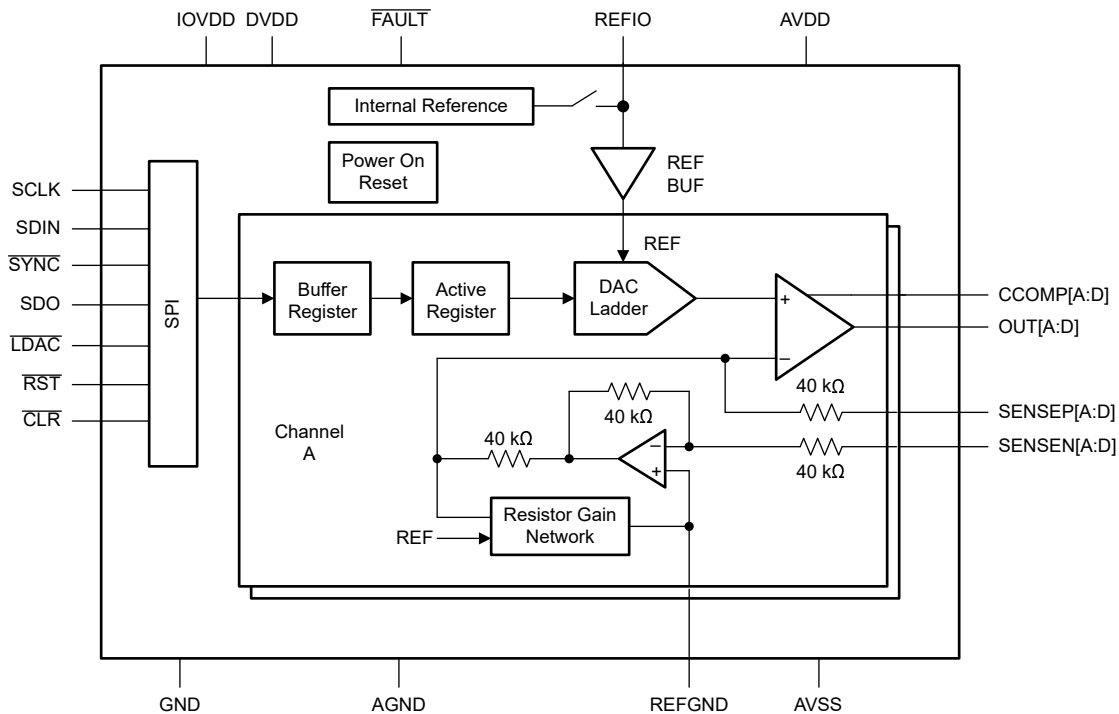 IOVDD DVDD FAULT REFIO AVDD
Internal Reference
Power On
Reset
REF
BUF
SCLK
SDIN
SYNC
SDO
LDAC
RST
CLR
SPI
REF
Buffer
Register
Active
Register
DAC
Ladder
+
–
CCOMP[A:D]
OUT[A:D]
40 kΩ
SENSEP[A:D]
40 kΩ
SENSEN[A:D]
40 kΩ
40 kΩ
–
+
Channel
A
Resistor Gain
Network
REF
GND AGND REFGND AVSS